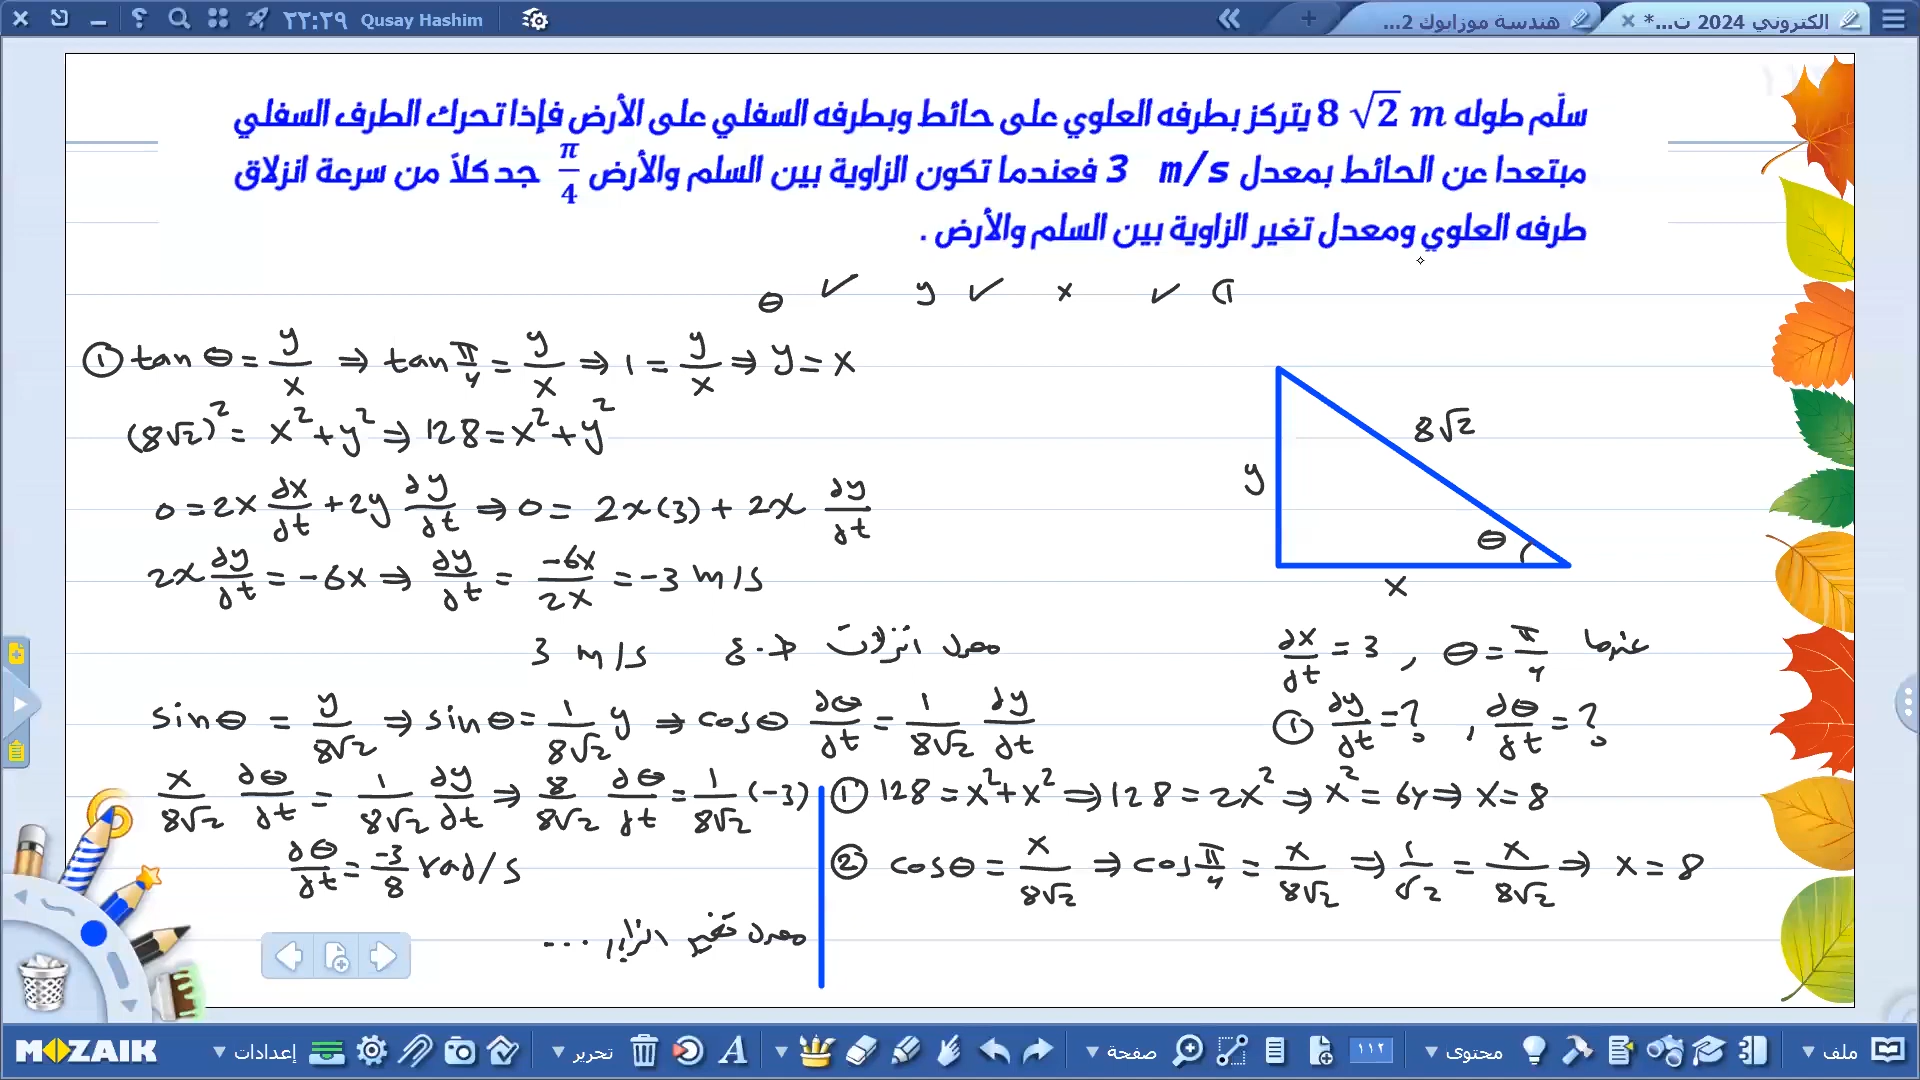 ٢٣:٢٩ Qusay Hashim
هندسة موزابوك 2...
الكتروني 2024 ت...*
سلّم طوله 8 √2 m يتركز بطرفه العلوي على حائط وبطرفه السفلي على الأرض فإذا تحرك الطرف السفلي
مبتعدا عن الحائط بمعدل 3 m/s فعندما تكون الزاوية بين السلم والأرض π/4 جد كلاً من سرعة انزلاق
طرفه العلوي ومعدل تغير الزاوية بين السلم والأرض .
θ ✓ y ✓ x ✓
① tan θ = y/x ⇒ tan π/4 = y/x ⇒ 1 = y/x ⇒ y = x
(8√2)² = x² + y² ⇒ 128 = x² + y²
0 = 2x dx/dt + 2y dy/dt ⇒ 0 = 2x(3) + 2x dy/dt
2x dy/dt = -6x ⇒ dy/dt = -6x/2x = -3 m/s
3 m/s معدل انزلاق
sin θ = y/8√2 ⇒ sin θ = 1/8√2 y ⇒ cos θ dθ/dt = 1/8√2 dy/dt
x/8√2 dθ/dt = 1/8√2 dy/dt ⇒ 8/8√2 dθ/dt = 1/8√2 (-3)
dθ/dt = -3/8 rad/s
معدل تغير الزاوية ...
8√2
y
θ
x
dx/dt = 3 , θ = π/4 عندما
① dy/dt = ? , dθ/dt = ?
① 128 = x² + x² ⇒ 128 = 2x² ⇒ x² = 64 ⇒ x = 8
② cos θ = x/8√2 ⇒ cos π/4 = x/8√2 ⇒ 1/√2 = x/8√2 ⇒ x = 8
MOZAIK
إعدادات
تحرير
صفحة
١١٢
محتوى
ملف